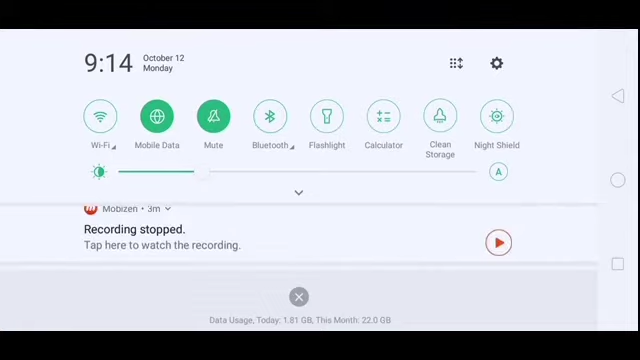 9:14
October 12
Monday
Wi-Fi
Mobile Data
Mute
Bluetooth
Flashlight
Calculator
Clean
Storage
Night Shield
A
Mobizen • 3m
Recording stopped.
Tap here to watch the recording.
Data Usage, Today: 1.81 GB, This Month: 22.0 GB